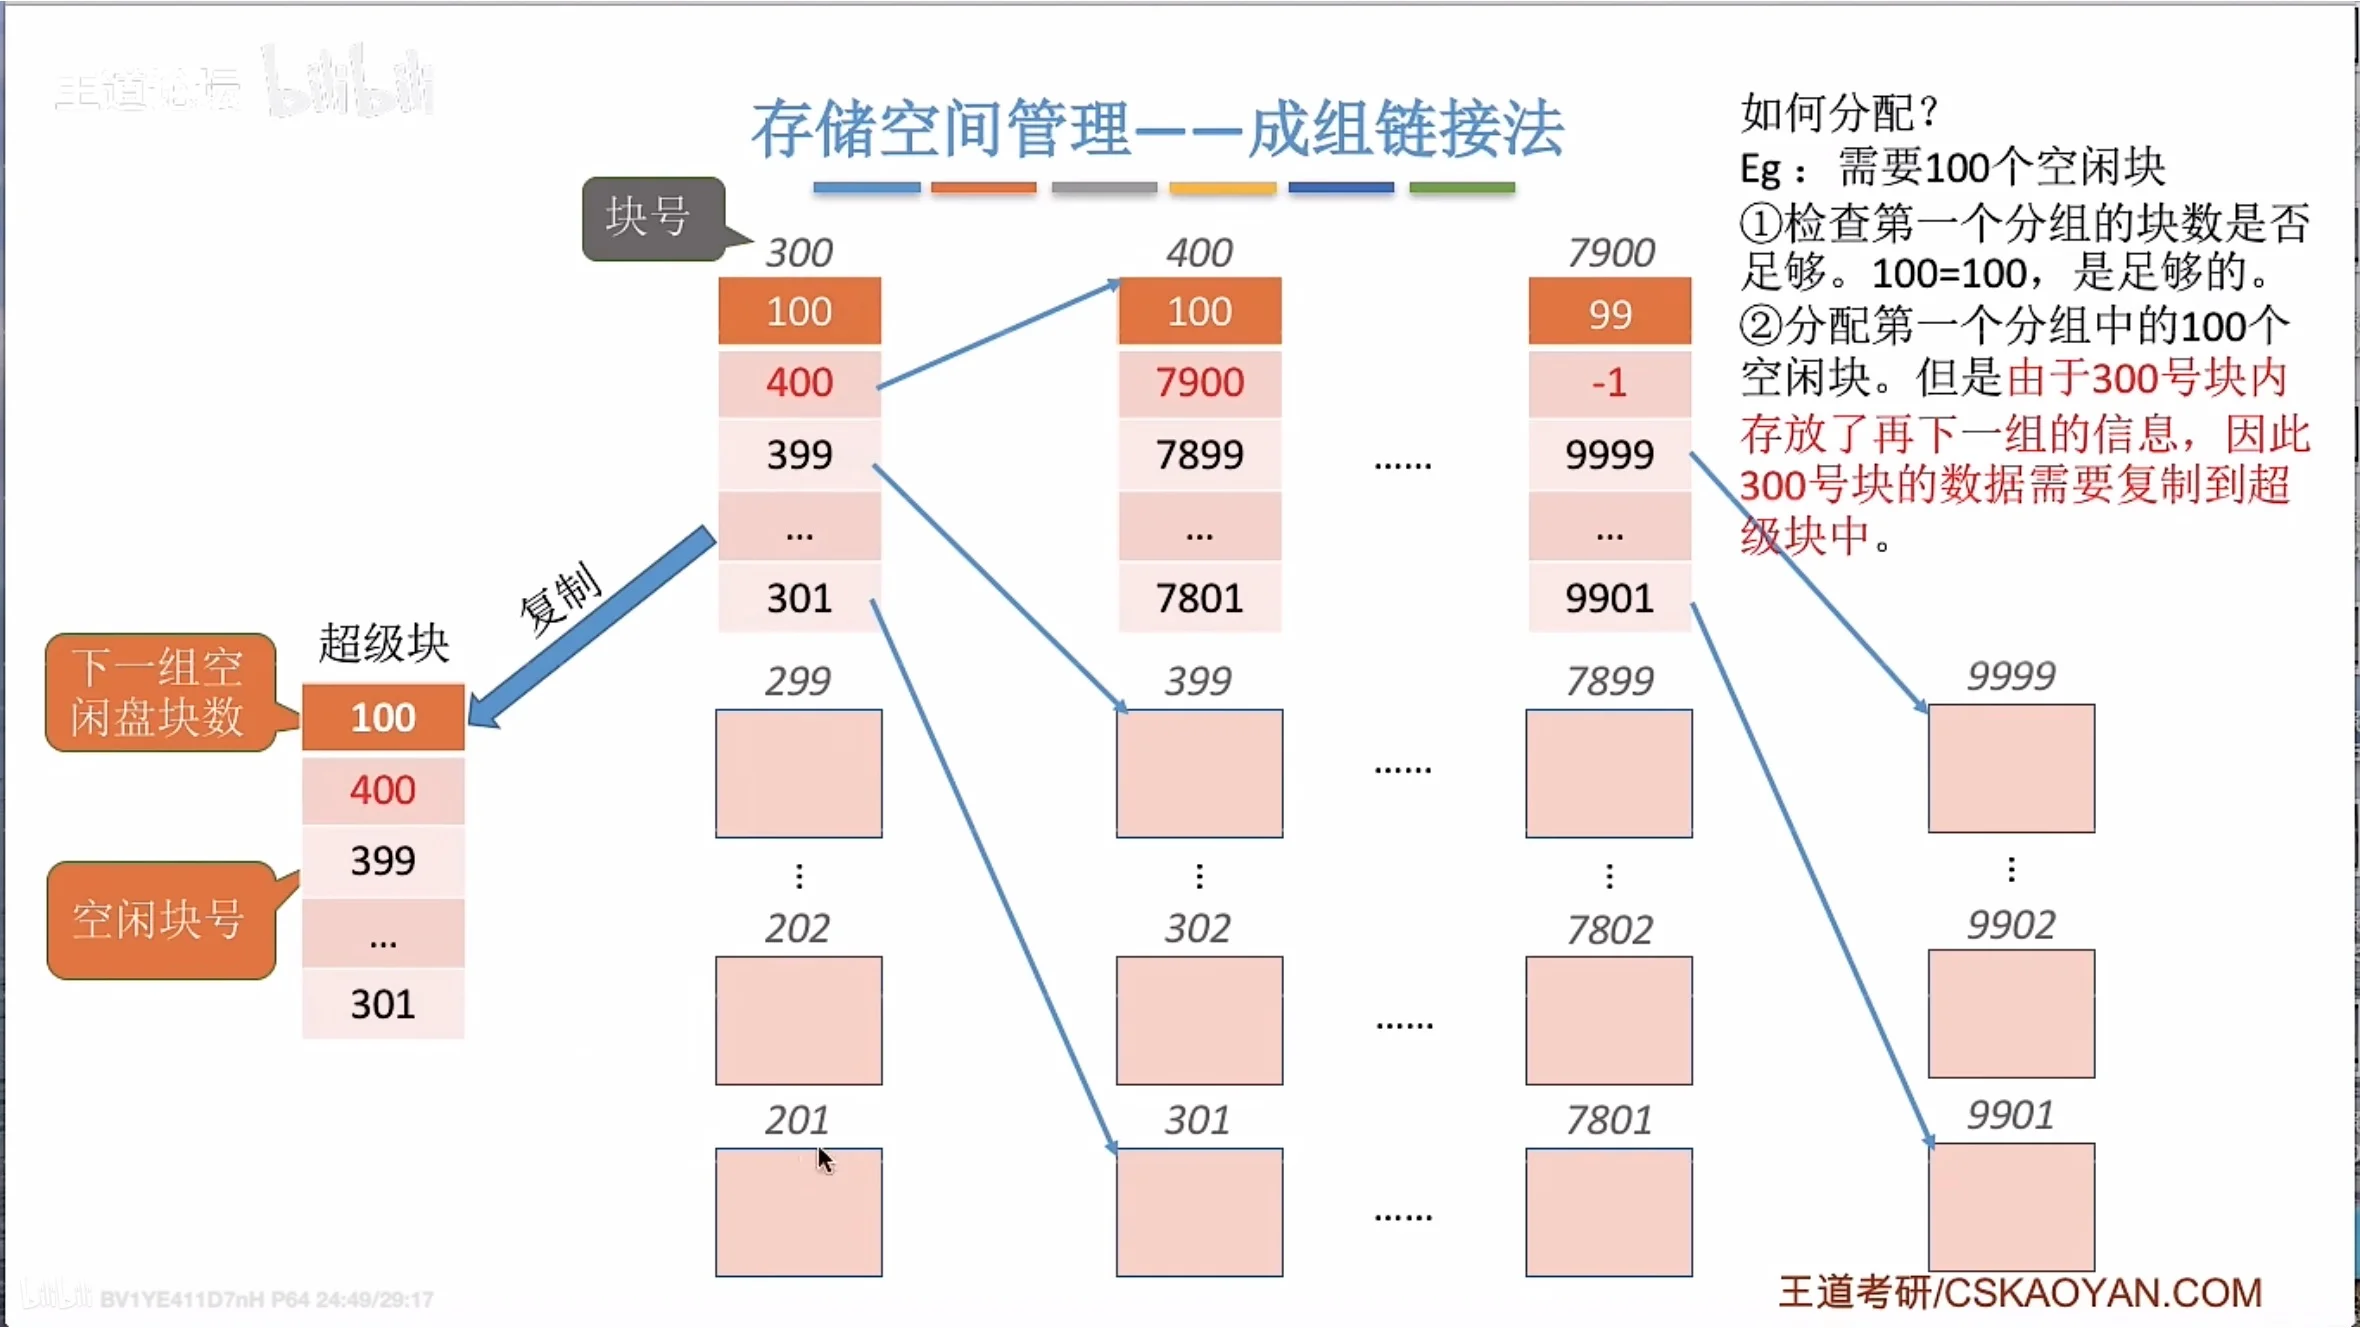 王道论坛 bilibili
存储空间管理——成组链接法
如何分配？
Eg：需要100个空闲块
①检查第一个分组的块数是否
足够。100=100，是足够的。
②分配第一个分组中的100个
空闲块。但是由于300号块内
存放了再下一组的信息，因此
300号块的数据需要复制到超
级块中。
块号
300
400
7900
100
100
99
400
7900
-1
399
7899
……
9999
...
...
...
301
7801
9901
复制
超级块
下一组空
闲盘块数
100
400
399
空闲块号
...
301
299
399
7899
9999
……
⋮
⋮
⋮
⋮
202
302
7802
9902
……
201
301
7801
9901
……
王道考研/CSKAOYAN.COM
bilibili BV1YE411D7nH P64 24:49/29:17